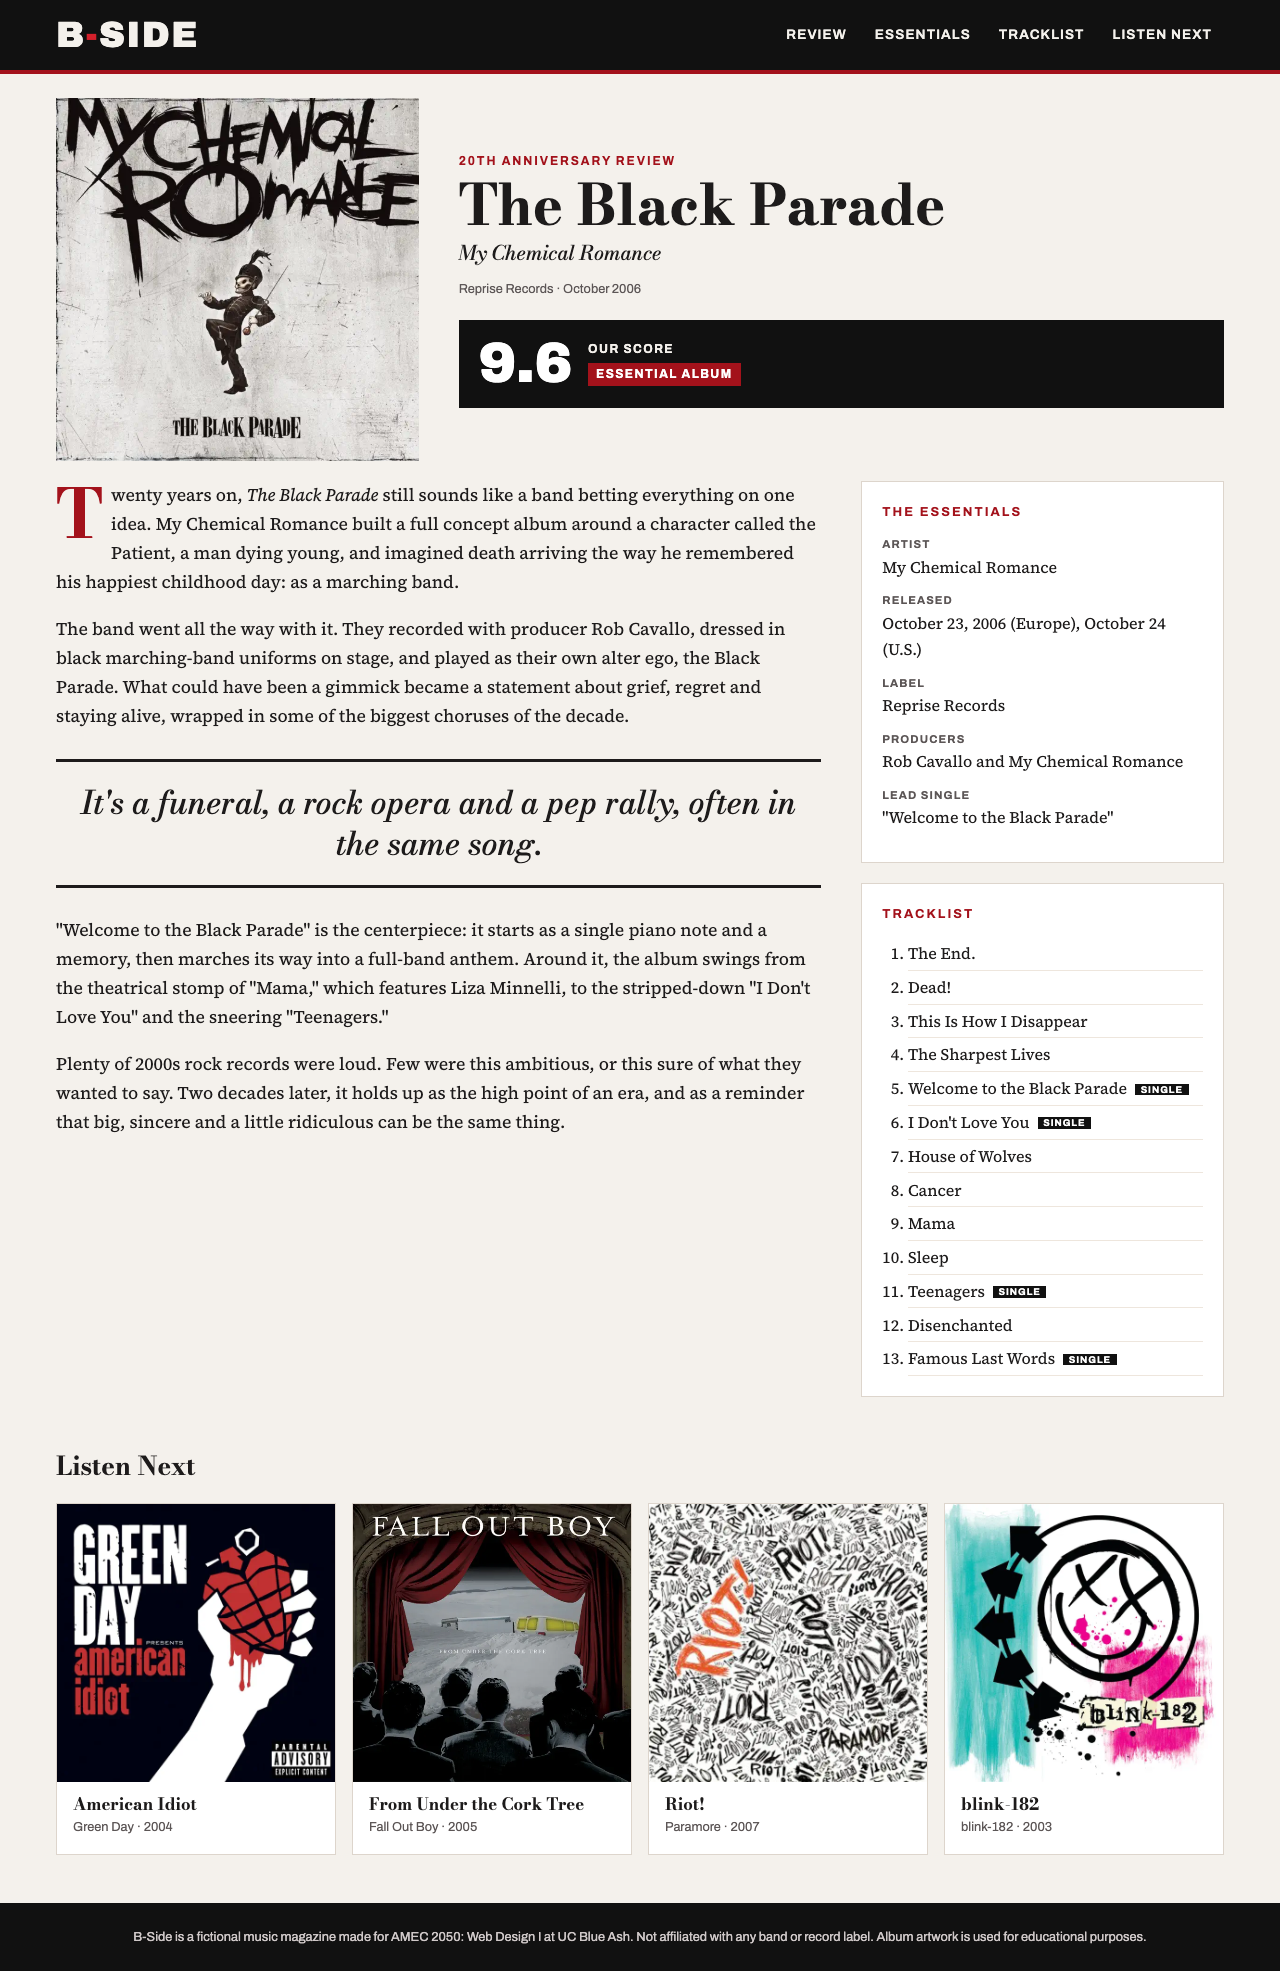 B-SIDE
REVIEW ESSENTIALS TRACKLIST LISTEN NEXT
MY CHEMICAL
ROMANCE
THE BLACK PARADE
20TH ANNIVERSARY REVIEW
The Black Parade
My Chemical Romance
Reprise Records · October 2006
9.6
OUR SCORE
ESSENTIAL ALBUM
Twenty years on, The Black Parade still sounds like a band betting everything on one
idea. My Chemical Romance built a full concept album around a character called the
Patient, a man dying young, and imagined death arriving the way he remembered
his happiest childhood day: as a marching band.
The band went all the way with it. They recorded with producer Rob Cavallo, dressed in
black marching-band uniforms on stage, and played as their own alter ego, the Black
Parade. What could have been a gimmick became a statement about grief, regret and
staying alive, wrapped in some of the biggest choruses of the decade.
It's a funeral, a rock opera and a pep rally, often in
the same song.
"Welcome to the Black Parade" is the centerpiece: it starts as a single piano note and a
memory, then marches its way into a full-band anthem. Around it, the album swings from
the theatrical stomp of "Mama," which features Liza Minnelli, to the stripped-down "I Don't
Love You" and the sneering "Teenagers."
Plenty of 2000s rock records were loud. Few were this ambitious, or this sure of what they
wanted to say. Two decades later, it holds up as the high point of an era, and as a reminder
that big, sincere and a little ridiculous can be the same thing.
THE ESSENTIALS
ARTIST
My Chemical Romance
RELEASED
October 23, 2006 (Europe), October 24
(U.S.)
LABEL
Reprise Records
PRODUCERS
Rob Cavallo and My Chemical Romance
LEAD SINGLE
"Welcome to the Black Parade"
TRACKLIST
1. The End.
2. Dead!
3. This Is How I Disappear
4. The Sharpest Lives
5. Welcome to the Black Parade SINGLE
6. I Don't Love You SINGLE
7. House of Wolves
8. Cancer
9. Mama
10. Sleep
11. Teenagers SINGLE
12. Disenchanted
13. Famous Last Words SINGLE
Listen Next
GREEN
DAY
PRESENTS
american
idiot
PARENTAL
ADVISORY
EXPLICIT CONTENT
American Idiot
Green Day · 2004
FALL OUT BOY
FROM UNDER THE CORK TREE
From Under the Cork Tree
Fall Out Boy · 2005
RIOT!
PARAMORE
Riot!
Paramore · 2007
blink-182
blink-182
blink-182 · 2003
B-Side is a fictional music magazine made for AMEC 2050: Web Design I at UC Blue Ash. Not affiliated with any band or record label. Album artwork is used for educational purposes.